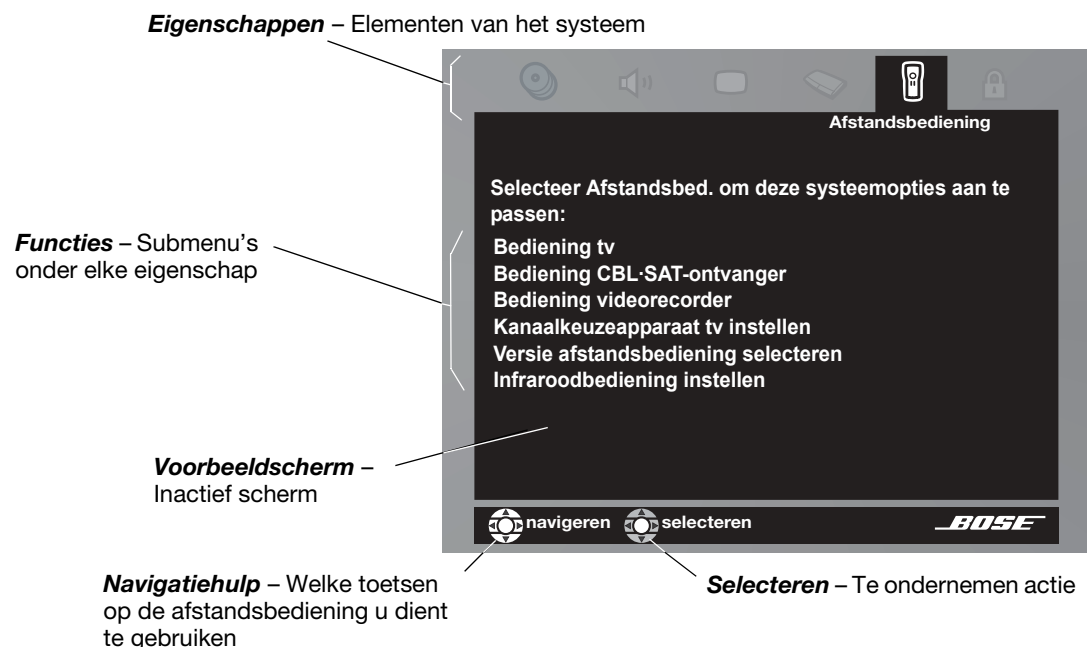 Eigenschappen – Elementen van het systeem
Afstandsbediening
Selecteer Afstandsbed. om deze systeemopties aan te
passen:
Functies – Submenu's
onder elke eigenschap
Bediening tv
Bediening CBL·SAT-ontvanger
Bediening videorecorder
Kanaalkeuzeapparaat tv instellen
Versie afstandsbediening selecteren
Infraroodbediening instellen
Voorbeeldscherm –
Inactief scherm
navigeren selecteren BOSE
Navigatiehulp – Welke toetsen
op de afstandsbediening u dient
te gebruiken
Selecteren – Te ondernemen actie